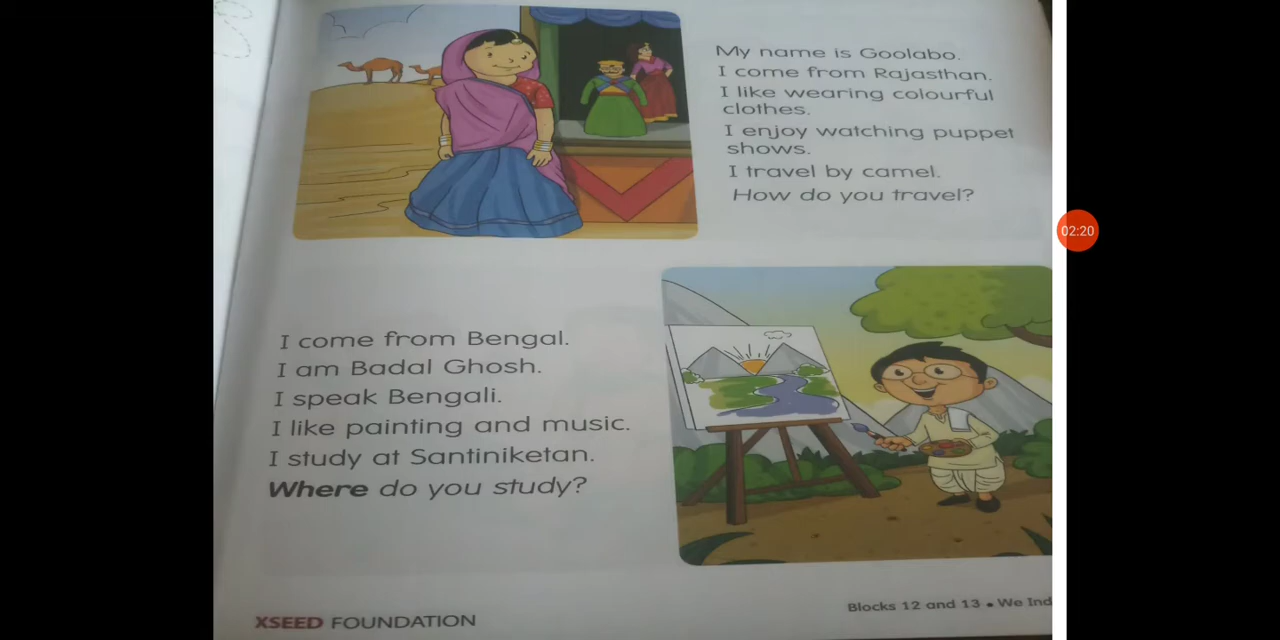 My name is Goolabo.
I come from Rajasthan.
I like wearing colourful
clothes.
I enjoy watching puppet
shows.
I travel by camel.
How do you travel?
02:20
I come from Bengal.
I am Badal Ghosh.
I speak Bengali.
I like painting and music.
I study at Santiniketan.
Where do you study?
XSEED FOUNDATION
Blocks 12 and 13 • We Ind